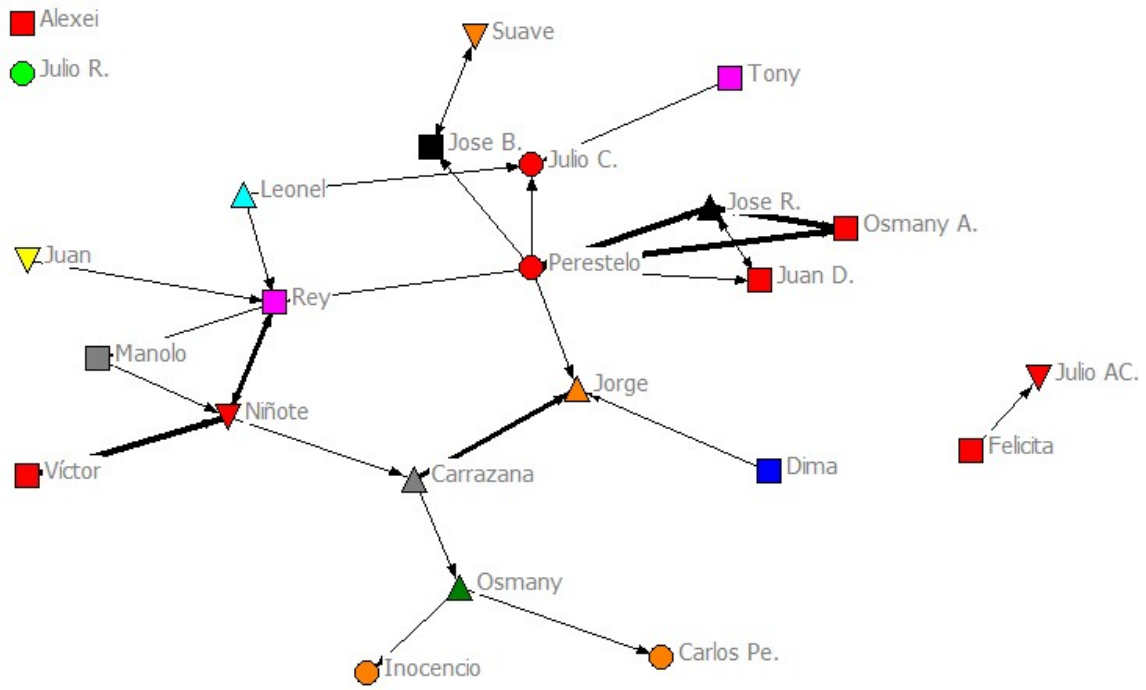 Alexei
Suave
Julio R.
Tony
Jose B.
Julio C.
Leonel
Jose R.
Osmany A.
Juan
Perestelo
Juan D.
Rey
Manolo
Jorge
Julio AC.
Niñote
Felicita
Víctor
Carrazana
Dima
Osmany
Carlos Pe.
Inocencio